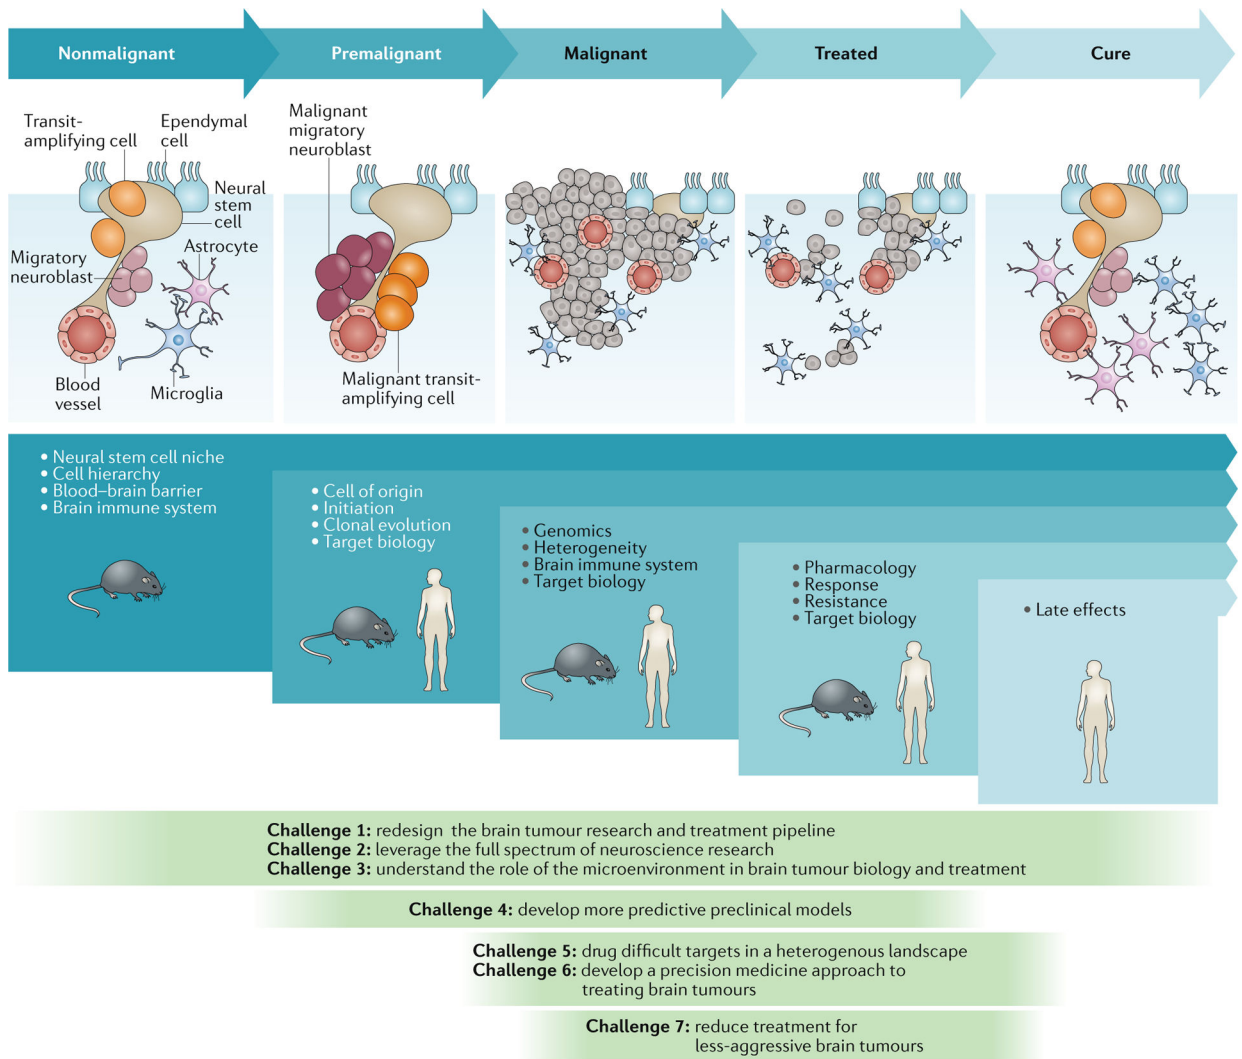 Nonmalignant
Premalignant
Malignant
Treated
Cure
Transit-
amplifying cell
Ependymal
cell
Neural
stem
cell
Astrocyte
Migratory
neuroblast
Blood
vessel
Microglia
Malignant
migratory
neuroblast
Malignant transit-
amplifying cell
• Neural stem cell niche
• Cell hierarchy
• Blood–brain barrier
• Brain immune system
• Cell of origin
• Initiation
• Clonal evolution
• Target biology
• Genomics
• Heterogeneity
• Brain immune system
• Target biology
• Pharmacology
• Response
• Resistance
• Target biology
• Late effects
Challenge 1: redesign the brain tumour research and treatment pipeline
Challenge 2: leverage the full spectrum of neuroscience research
Challenge 3: understand the role of the microenvironment in brain tumour biology and treatment
Challenge 4: develop more predictive preclinical models
Challenge 5: drug difficult targets in a heterogenous landscape
Challenge 6: develop a precision medicine approach to
treating brain tumours
Challenge 7: reduce treatment for
less-aggressive brain tumours